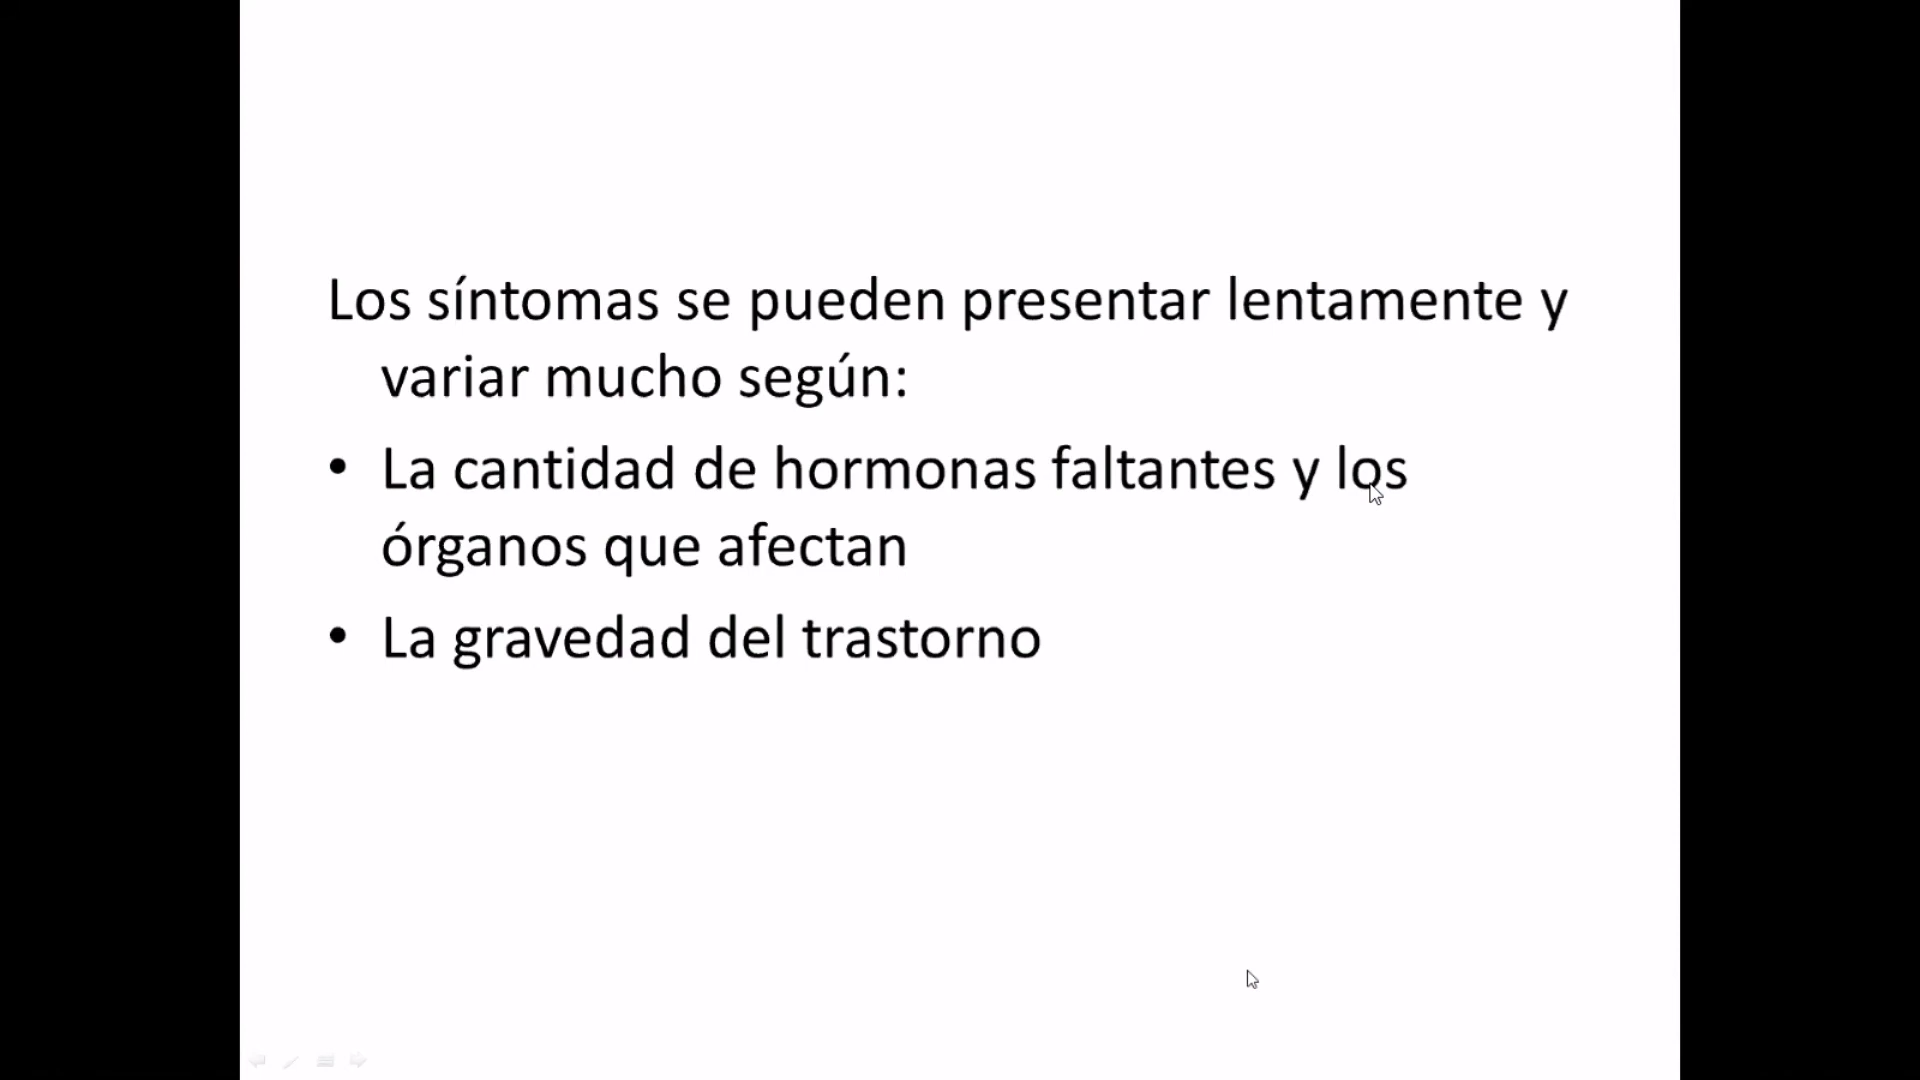 Los síntomas se pueden presentar lentamente y
variar mucho según:
• La cantidad de hormonas faltantes y los
órganos que afectan
• La gravedad del trastorno